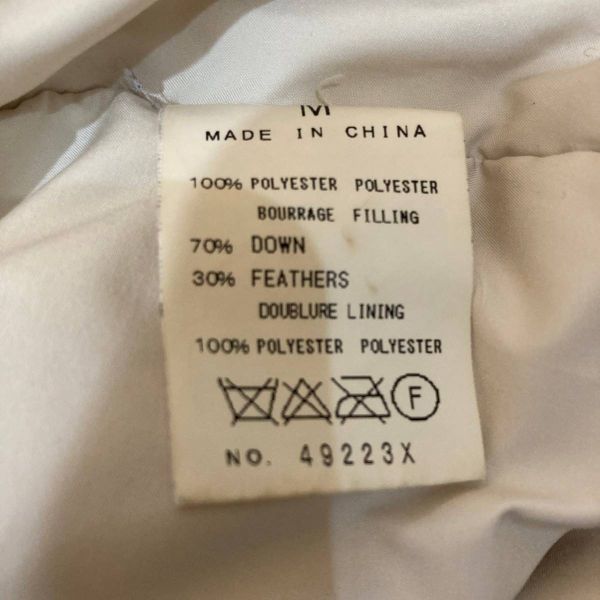 M
MADE IN CHINA
100% POLYESTER POLYESTER
BOURRAGE FILLING
70% DOWN
30% FEATHERS
DOUBLURE LINING
100% POLYESTER POLYESTER
F
NO. 49223X